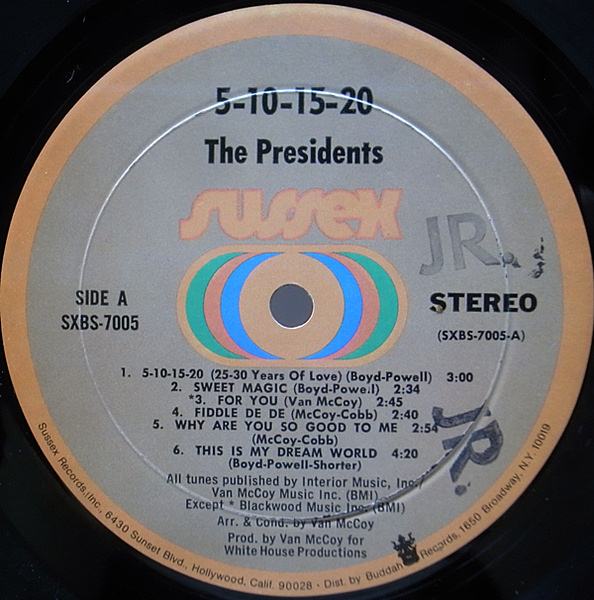 5-10-15-20
The Presidents
sussex
JR.
SIDE A
SXBS-7005
STEREO
(SXBS-7005-A)
1. 5-10-15-20 (25-30 Years Of Love) (Boyd-Powell) 3:00
2. SWEET MAGIC (Boyd-Powe.l) 2:34
*3. FOR YOU (Van McCoy) 2:45
4. FIDDLE DE DE (McCoy-Cobb) 2:40
5. WHY ARE YOU SO GOOD TO ME 2:54
(McCoy-Cobb)
6. THIS IS MY DREAM WORLD 4:20
(Boyd-Powell-Shorter)
JR.
All tunes published by Interior Music, Inc./
Van McCoy Music Inc. (BMI)
Except * Blackwood Music Inc. (BMI)
Arr. & Cond. by Van McCoy
Prod. by Van McCoy for
White House Productions
Sussex Records, Inc., 6430 Sunset Blvd., Hollywood, Calif. 90028 - Dist. by Buddah Records, 1650 Broadway, N.Y. 10019